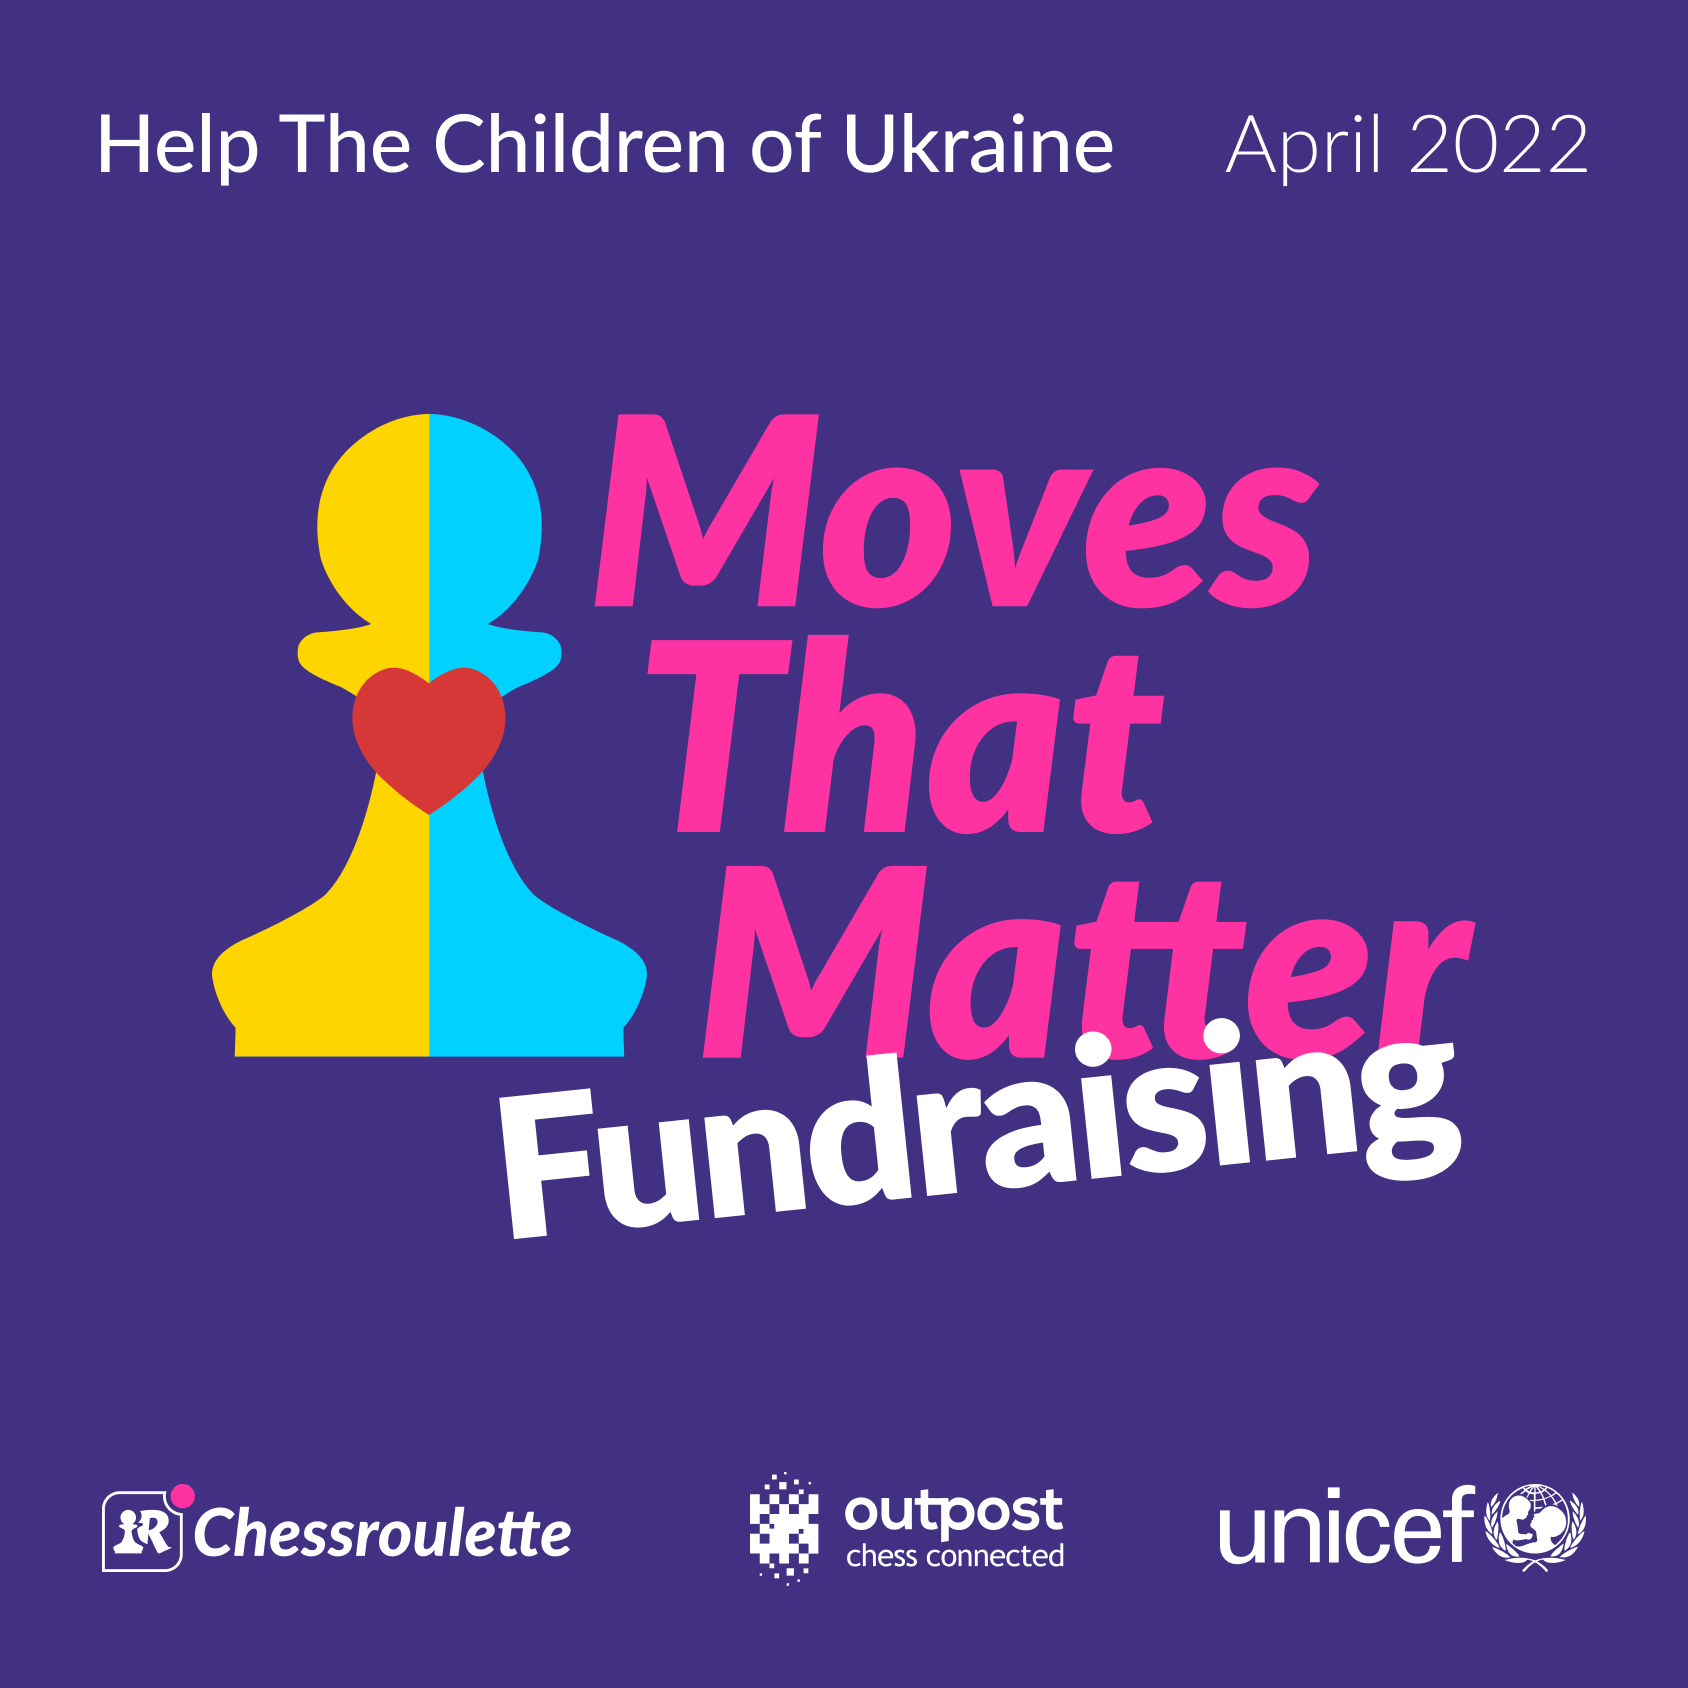 Help The Children of Ukraine April 2022
Moves
That
Matter
Fundraising
R Chessroulette
outpost
chess connected
unicef